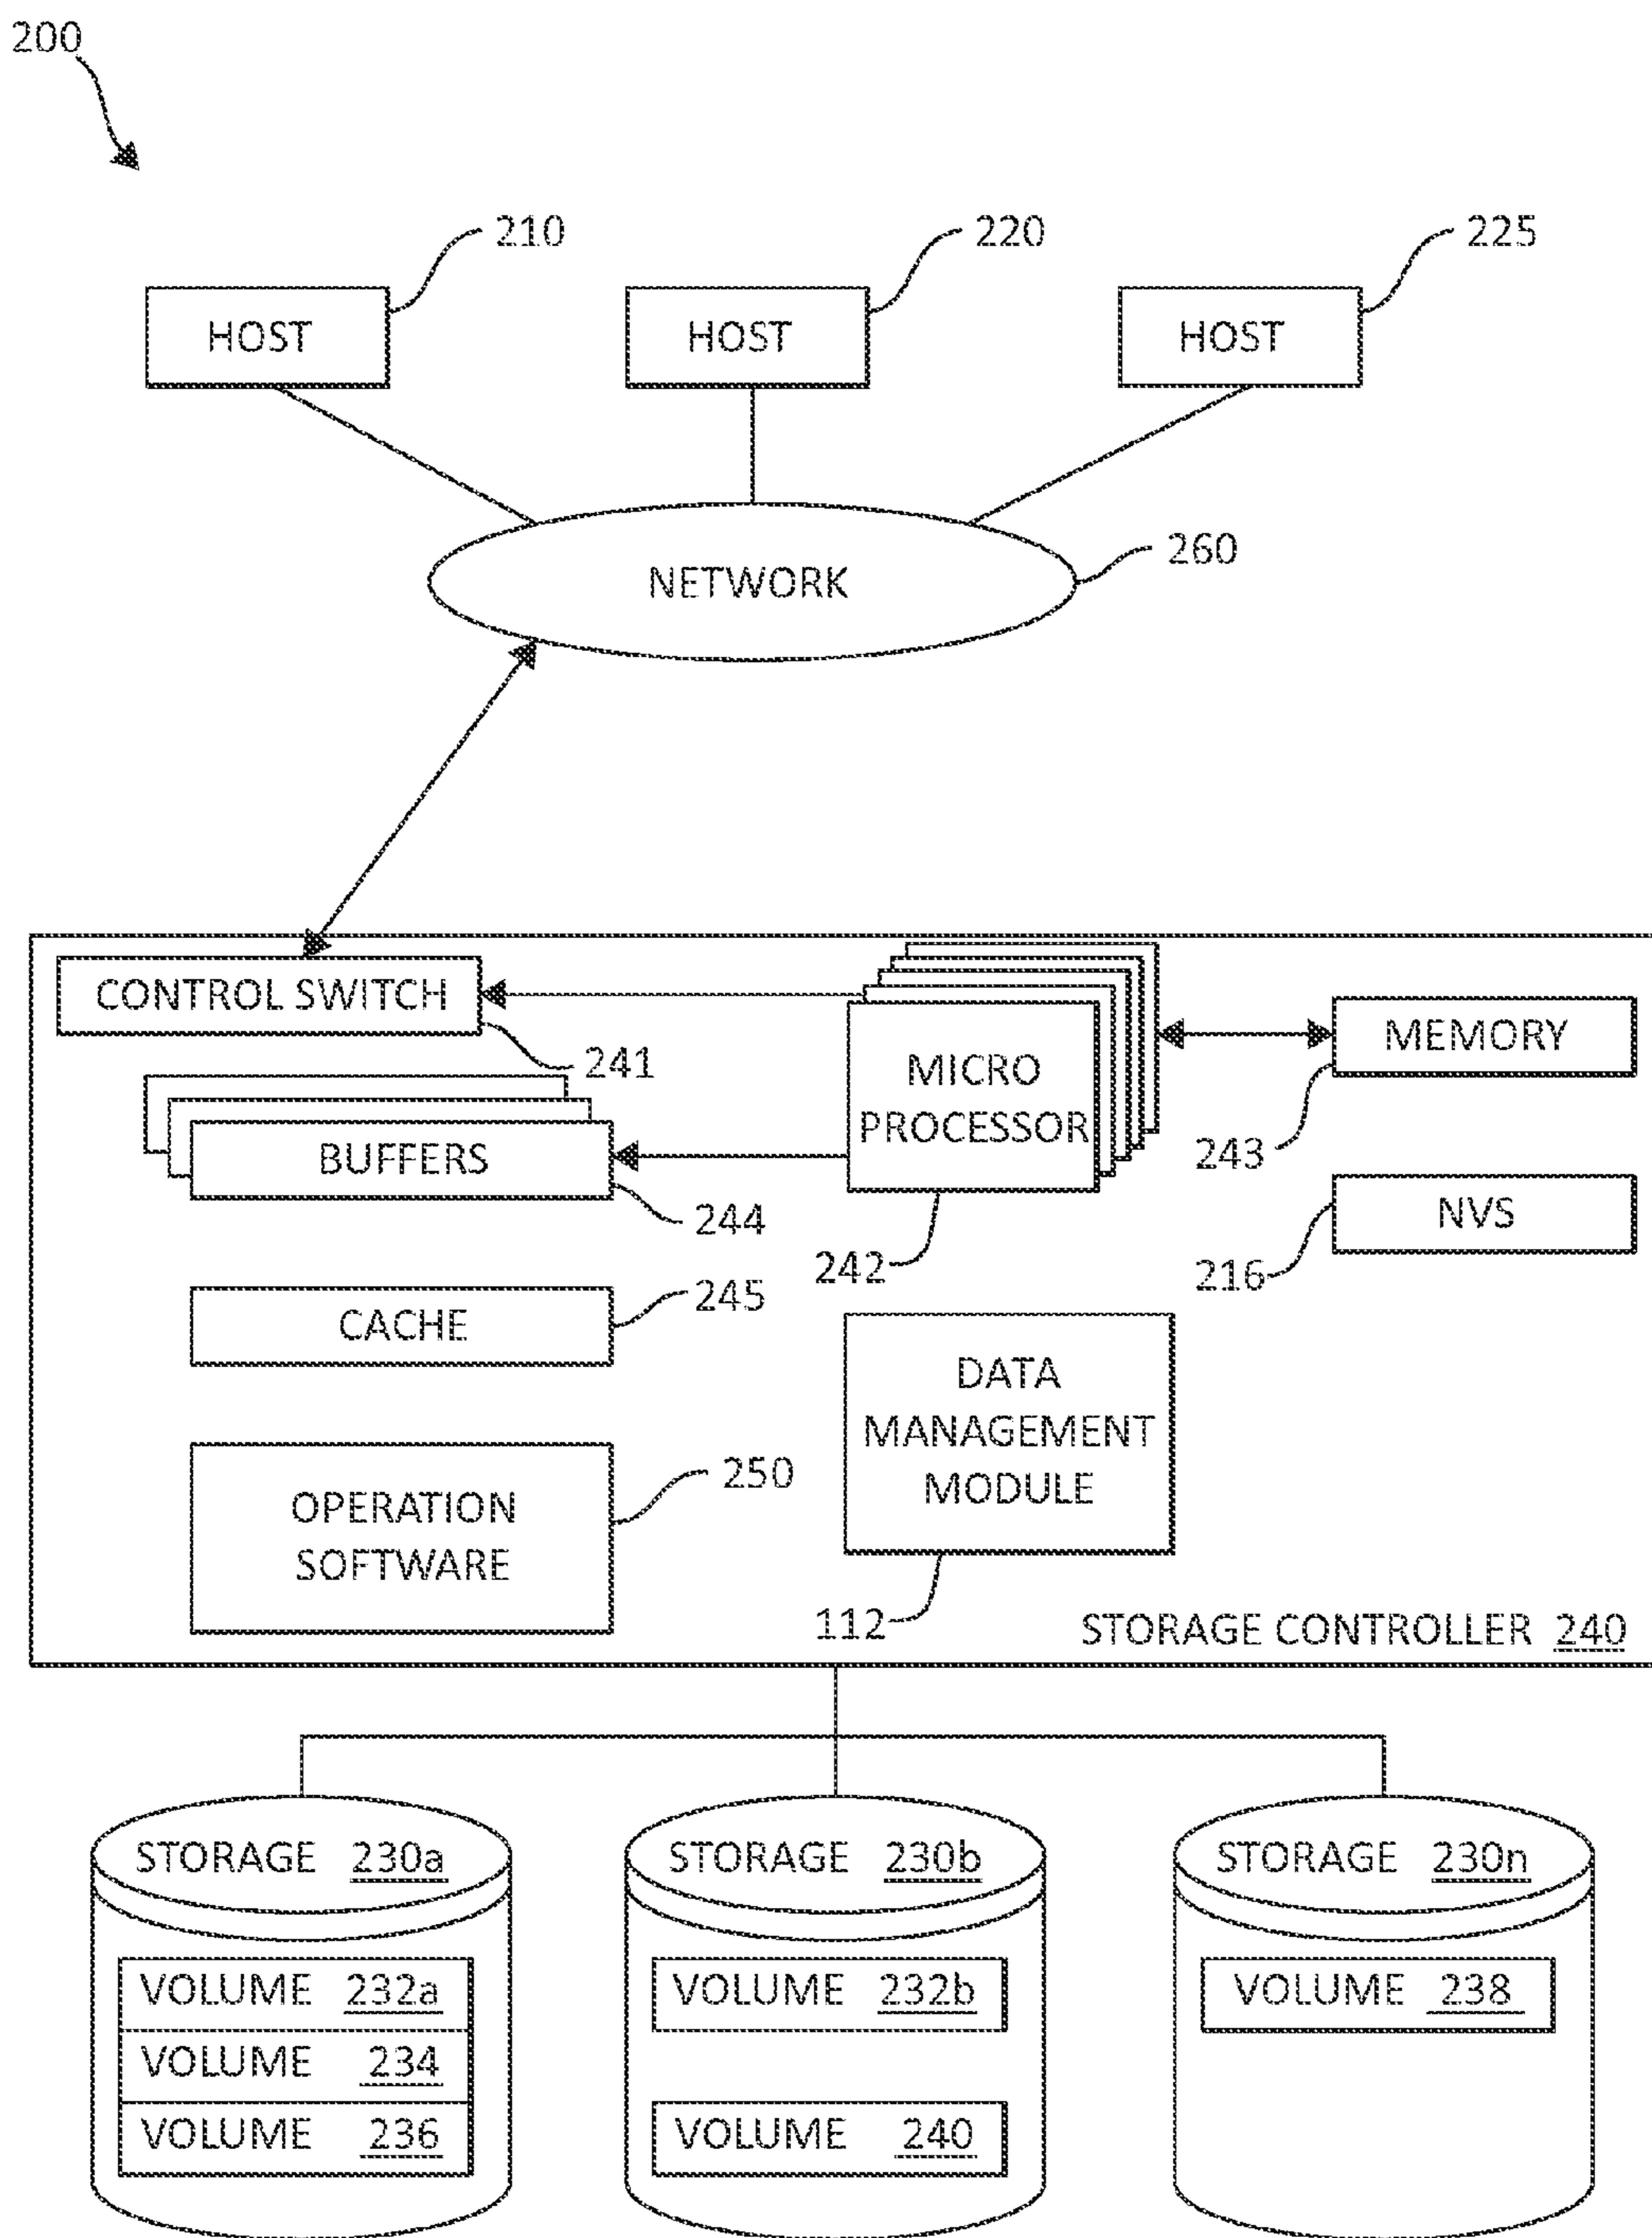 200
210
220
225
HOST
HOST
HOST
260
NETWORK
CONTROL SWITCH
241
MICRO
PROCESSOR
242
MEMORY
243
BUFFERS
244
NVS
216
CACHE
245
DATA
MANAGEMENT
MODULE
112
OPERATION
SOFTWARE
250
STORAGE CONTROLLER 240
STORAGE 230a
VOLUME 232a
VOLUME 234
VOLUME 236
STORAGE 230b
VOLUME 232b
VOLUME 240
STORAGE 230n
VOLUME 238